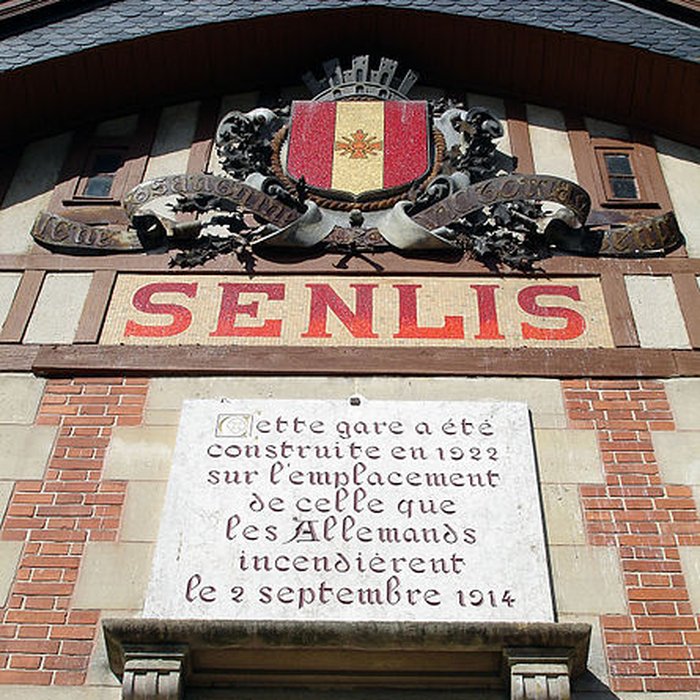 SENLIS
Cette gare a été
construite en 1922
sur l'emplacement
de celle que
les Allemands
incendièrent
le 2 septembre 1914